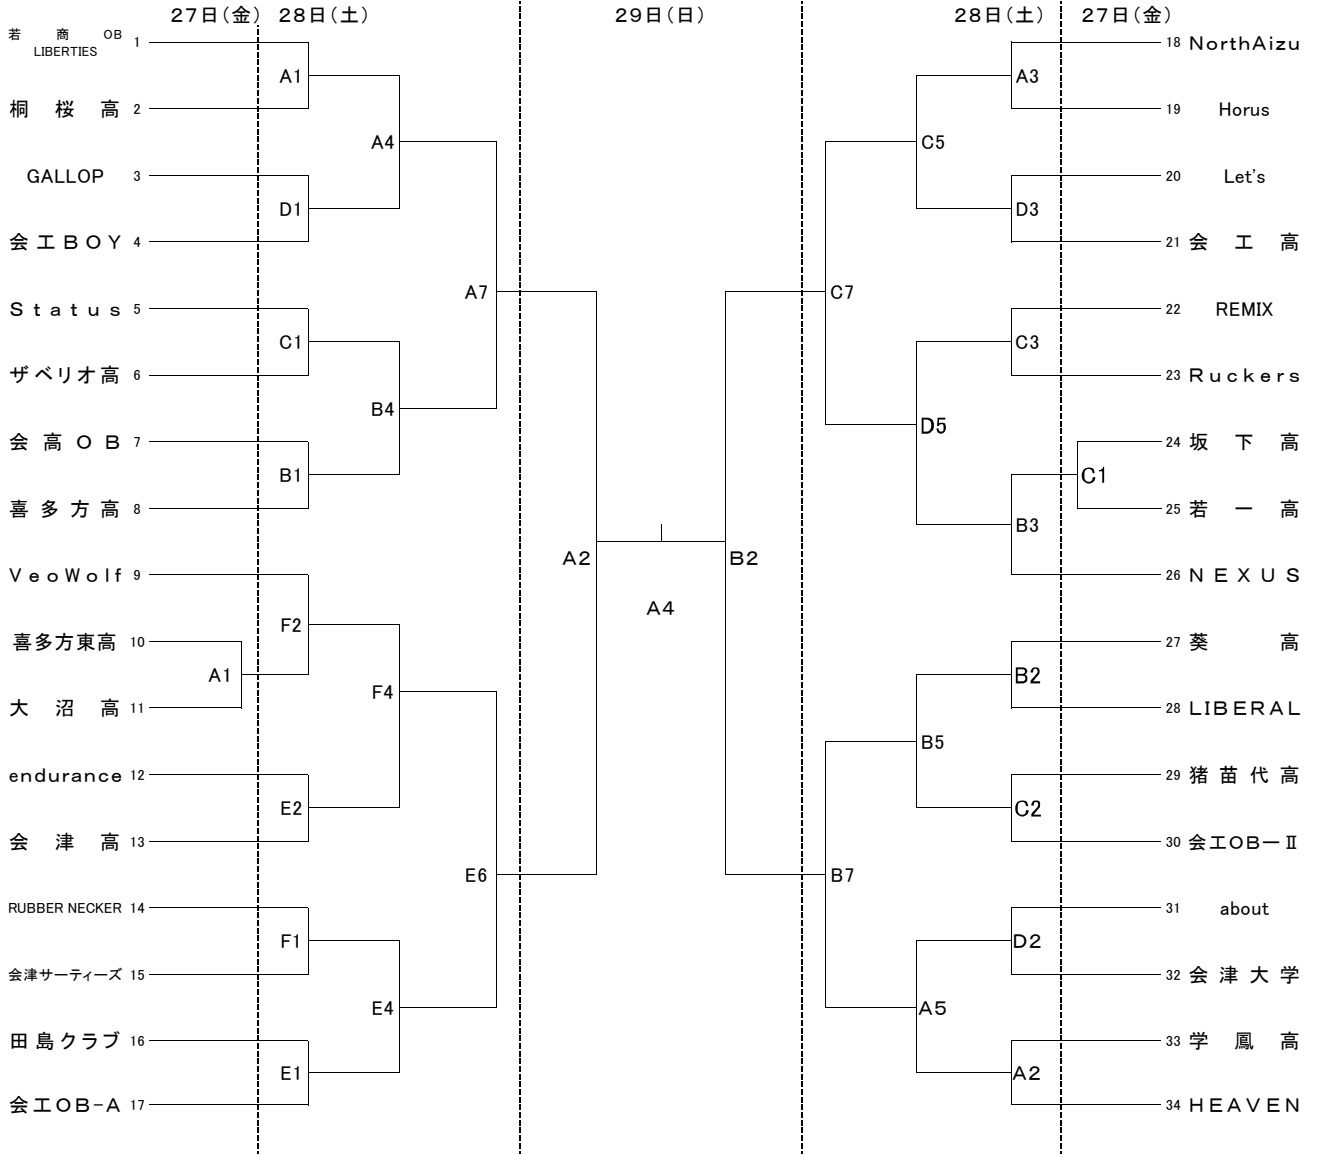 27日(金) 28日(土) 29日(日) 28日(土) 27日(金)
若商OB
LIBERTIES 1
A1
桐桜高 2
A4
GALLOP 3
D1
会工BOY 4
A7
Status 5
C1
ザベリオ高 6
B4
会高OB 7
B1
喜多方高 8
A2
VeoWolf 9
F2
喜多方東高 10
A1
大沼高 11
F4
endurance 12
E2
会津高 13
E6
RUBBER NECKER 14
F1
会津サーティーズ 15
E4
田島クラブ 16
E1
会工OB-A 17
A4
18 NorthAizu
A3
19 Horus
C5
20 Let's
D3
21 会工高
C7
22 REMIX
C3
23 Ruckers
D5
24 坂下高
C1
25 若一高
B3
26 NEXUS
B2
27 葵高
B2
28 LIBERAL
B5
29 猪苗代高
C2
30 会工OBーⅡ
B7
31 about
D2
32 会津大学
A5
33 学鳳高
A2
34 HEAVEN